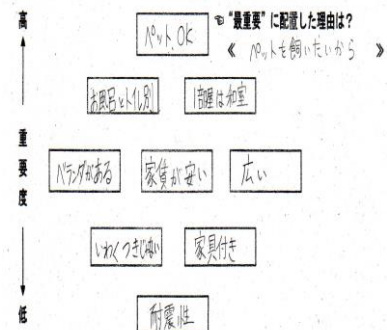 高
ペット OK
☜ "最重要" に配置した理由は?
《 ペットを飼いたいから 》
お風呂とトイレ別
1部屋は和室
重要度
ベランダがある
家賃が安い
広い
いわくつきじゃない
家具付き
低
耐震性